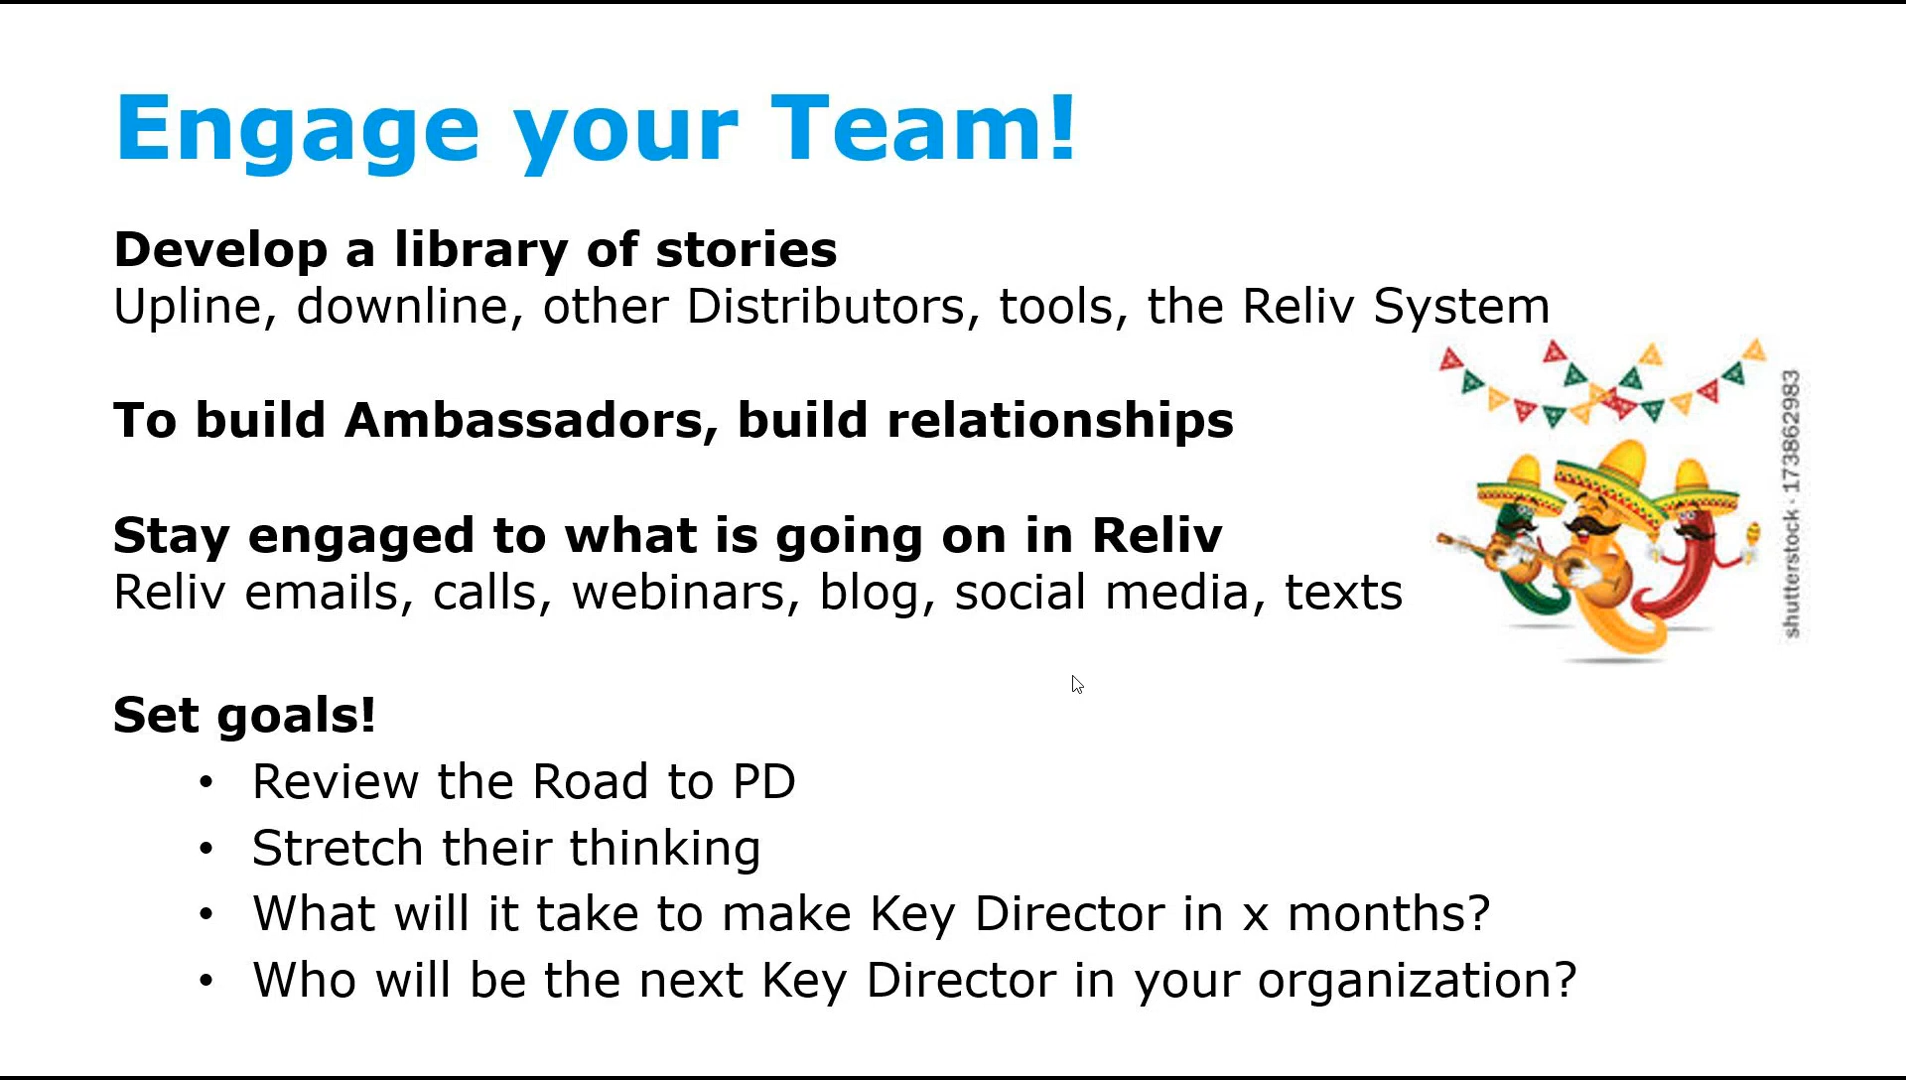 Engage your Team!
Develop a library of stories
Upline, downline, other Distributors, tools, the Reliv System
To build Ambassadors, build relationships
Stay engaged to what is going on in Reliv
Reliv emails, calls, webinars, blog, social media, texts
Set goals!
• Review the Road to PD
• Stretch their thinking
• What will it take to make Key Director in x months?
• Who will be the next Key Director in your organization?
shutterstock · 1738629983